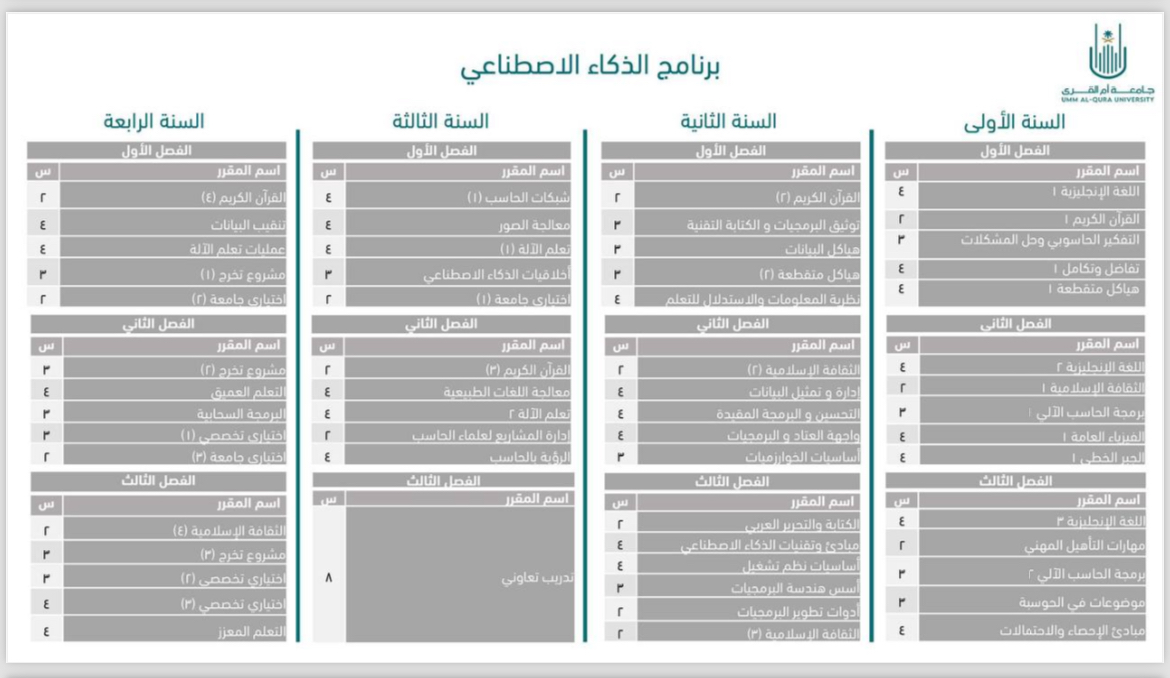 جامعة أم القرى
UMM AL-QURA UNIVERSITY
برنامج الذكاء الاصطناعي
السنة الأولى
الفصل الأول
اسم المقرر س
اللغة الإنجليزية ١ ٤
القرآن الكريم ١ ٢
التفكير الحاسوبي وحل المشكلات ٣
تفاضل وتكامل ١ ٤
هياكل متقطعة ١ ٤
الفصل الثاني
اسم المقرر س
اللغة الإنجليزية ٢ ٤
الثقافة الإسلامية ١ ٢
برمجة الحاسب الآلي ١ ٣
الفيزياء العامة ١ ٤
الجبر الخطي ١ ٤
الفصل الثالث
اسم المقرر س
اللغة الإنجليزية ٣ ٤
مهارات التأهيل المهني ٢
برمجة الحاسب الآلي ٢ ٣
موضوعات في الحوسبة ٣
مبادئ الإحصاء والاحتمالات ٤
السنة الثانية
الفصل الأول
اسم المقرر س
القرآن الكريم (٢) ٢
توثيق البرمجيات و الكتابة التقنية ٣
هياكل البيانات ٣
هياكل متقطعة (٢) ٣
نظرية المعلومات والاستدلال للتعلم ٤
الفصل الثاني
اسم المقرر س
الثقافة الإسلامية (٢) ٢
إدارة و تمثيل البيانات ٤
التحسين و البرمجة المقيدة ٤
واجهة العتاد و البرمجيات ٤
أساسيات الخوارزميات ٣
الفصل الثالث
اسم المقرر س
الكتابة والتحرير العربي ٢
مبادئ وتقنيات الذكاء الاصطناعي ٤
أساسيات نظم تشغيل ٤
أسس هندسة البرمجيات ٣
أدوات تطوير البرمجيات ٢
الثقافة الإسلامية (٣) ٢
السنة الثالثة
الفصل الأول
اسم المقرر س
شبكات الحاسب (١) ٤
معالجة الصور ٤
تعلم الآلة (١) ٤
أخلاقيات الذكاء الاصطناعي ٣
اختياري جامعة (١) ٢
الفصل الثاني
اسم المقرر س
القرآن الكريم (٣) ٢
معالجة اللغات الطبيعية ٤
تعلم الآلة ٢ ٤
إدارة المشاريع لعلماء الحاسب ٢
الرؤية بالحاسب ٤
الفصل الثالث
اسم المقرر س
تدريب تعاوني ٨
السنة الرابعة
الفصل الأول
اسم المقرر س
القرآن الكريم (٤) ٢
تنقيب البيانات ٤
عمليات تعلم الآلة ٤
مشروع تخرج (١) ٣
اختياري جامعة (٢) ٢
الفصل الثاني
اسم المقرر س
مشروع تخرج (٢) ٣
التعلم العميق ٤
البرمجة السحابية ٣
اختياري تخصصي (١) ٣
اختياري جامعة (٣) ٢
الفصل الثالث
اسم المقرر س
الثقافة الإسلامية (٤) ٢
مشروع تخرج (٣) ٣
اختياري تخصصي (٢) ٣
اختياري تخصصي (٣) ٤
التعلم المعزز ٤